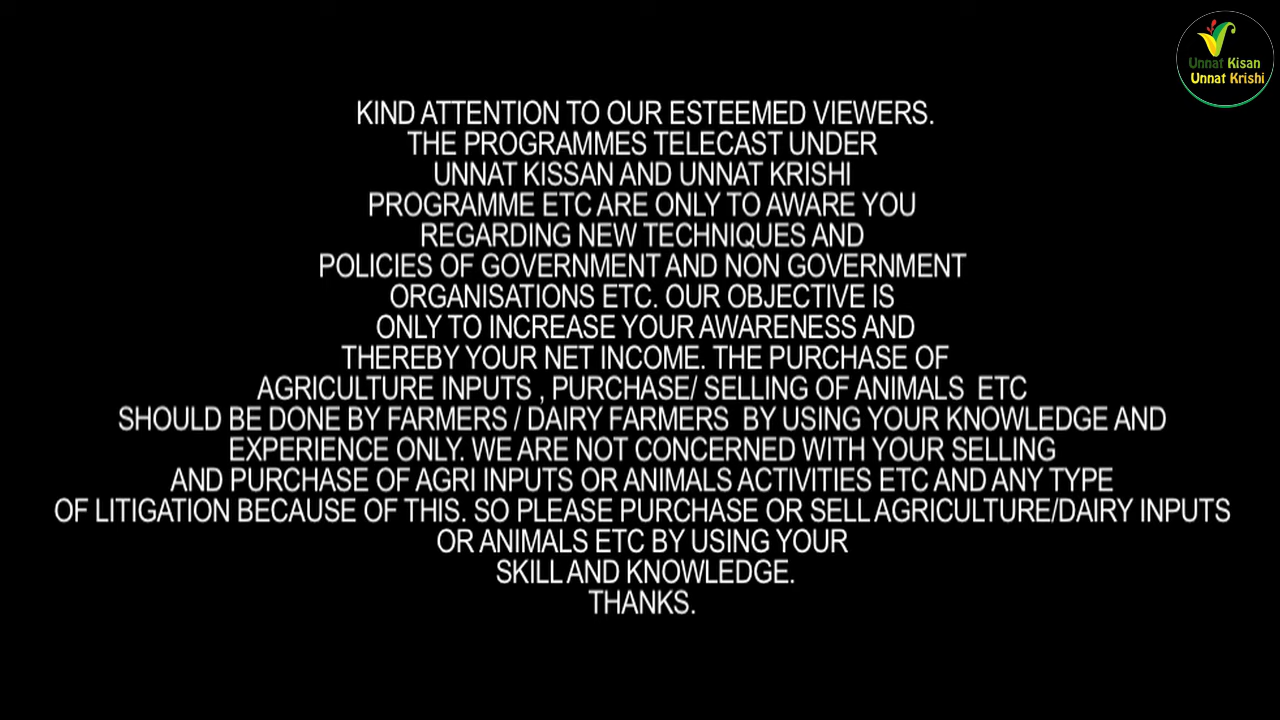 Unnat Kisan
Unnat Krishi
KIND ATTENTION TO OUR ESTEEMED VIEWERS.
THE PROGRAMMES TELECAST UNDER
UNNAT KISSAN AND UNNAT KRISHI
PROGRAMME ETC ARE ONLY TO AWARE YOU
REGARDING NEW TECHNIQUES AND
POLICIES OF GOVERNMENT AND NON GOVERNMENT
ORGANISATIONS ETC. OUR OBJECTIVE IS
ONLY TO INCREASE YOUR AWARENESS AND
THEREBY YOUR NET INCOME. THE PURCHASE OF
AGRICULTURE INPUTS , PURCHASE/ SELLING OF ANIMALS ETC
SHOULD BE DONE BY FARMERS / DAIRY FARMERS BY USING YOUR KNOWLEDGE AND
EXPERIENCE ONLY. WE ARE NOT CONCERNED WITH YOUR SELLING
AND PURCHASE OF AGRI INPUTS OR ANIMALS ACTIVITIES ETC AND ANY TYPE
OF LITIGATION BECAUSE OF THIS. SO PLEASE PURCHASE OR SELL AGRICULTURE/DAIRY INPUTS
OR ANIMALS ETC BY USING YOUR
SKILL AND KNOWLEDGE.
THANKS.